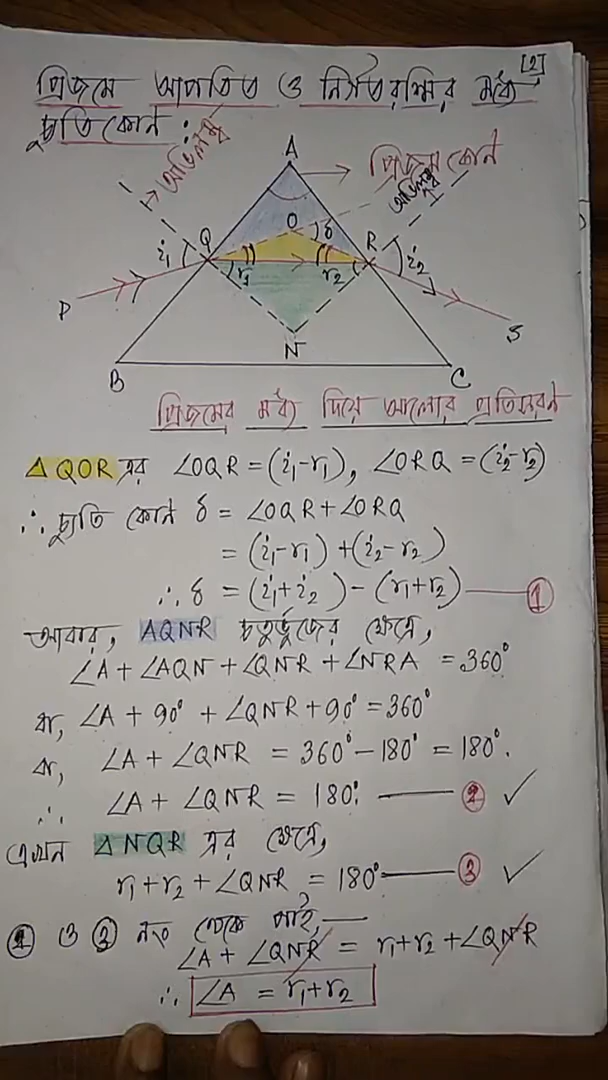 [2]
প্রিজমে আপতিত ও নির্গতরশ্মির মধ্যে
চ্যুতি কোন :
অভিলম্ব
A
প্রিজম কোন
অভিলম্ব
O
δ
i₁
Q
R
i₂
r₁
r₂
P
S
N
B
C
প্রিজমের মধ্য দিয়ে আলোর প্রতিসরন
Δ QOR এর ∠OQR = (i₁-r₁), ∠ORQ = (i₂-r₂)
∴ চ্যুতি কোন δ = ∠OQR + ∠ORQ
= (i₁-r₁) + (i₂-r₂)
∴ δ = (i₁+i₂) - (r₁+r₂) —— ①
আবার, AQNR চতুর্ভুজের ক্ষেত্রে,
∠A + ∠AQN + ∠QNR + ∠NRA = 360°
বা, ∠A + 90° + ∠QNR + 90° = 360°
বা, ∠A + ∠QNR = 360° - 180° = 180°.
∴ ∠A + ∠QNR = 180° —— ② ✓
এখন Δ NQR এর ক্ষেত্রে,
r₁ + r₂ + ∠QNR = 180° —— ③ ✓
② ও ③ নং থেকে পাই,—
∠A + ∠QNR = r₁+r₂ + ∠QNR
∴ ∠A = r₁+r₂